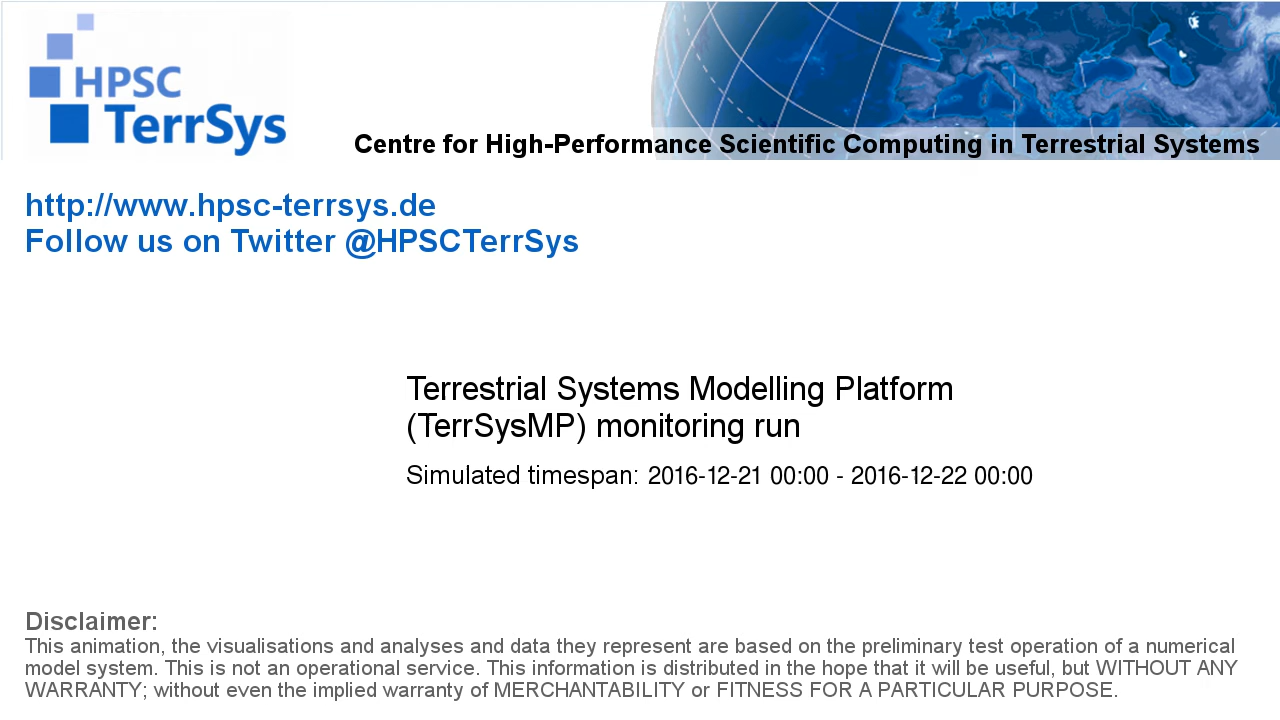 HPSC
TerrSys
Centre for High-Performance Scientific Computing in Terrestrial Systems
http://www.hpsc-terrsys.de
Follow us on Twitter @HPSCTerrSys
Terrestrial Systems Modelling Platform
(TerrSysMP) monitoring run
Simulated timespan: 2016-12-21 00:00 - 2016-12-22 00:00
Disclaimer:
This animation, the visualisations and analyses and data they represent are based on the preliminary test operation of a numerical
model system. This is not an operational service. This information is distributed in the hope that it will be useful, but WITHOUT ANY
WARRANTY; without even the implied warranty of MERCHANTABILITY or FITNESS FOR A PARTICULAR PURPOSE.